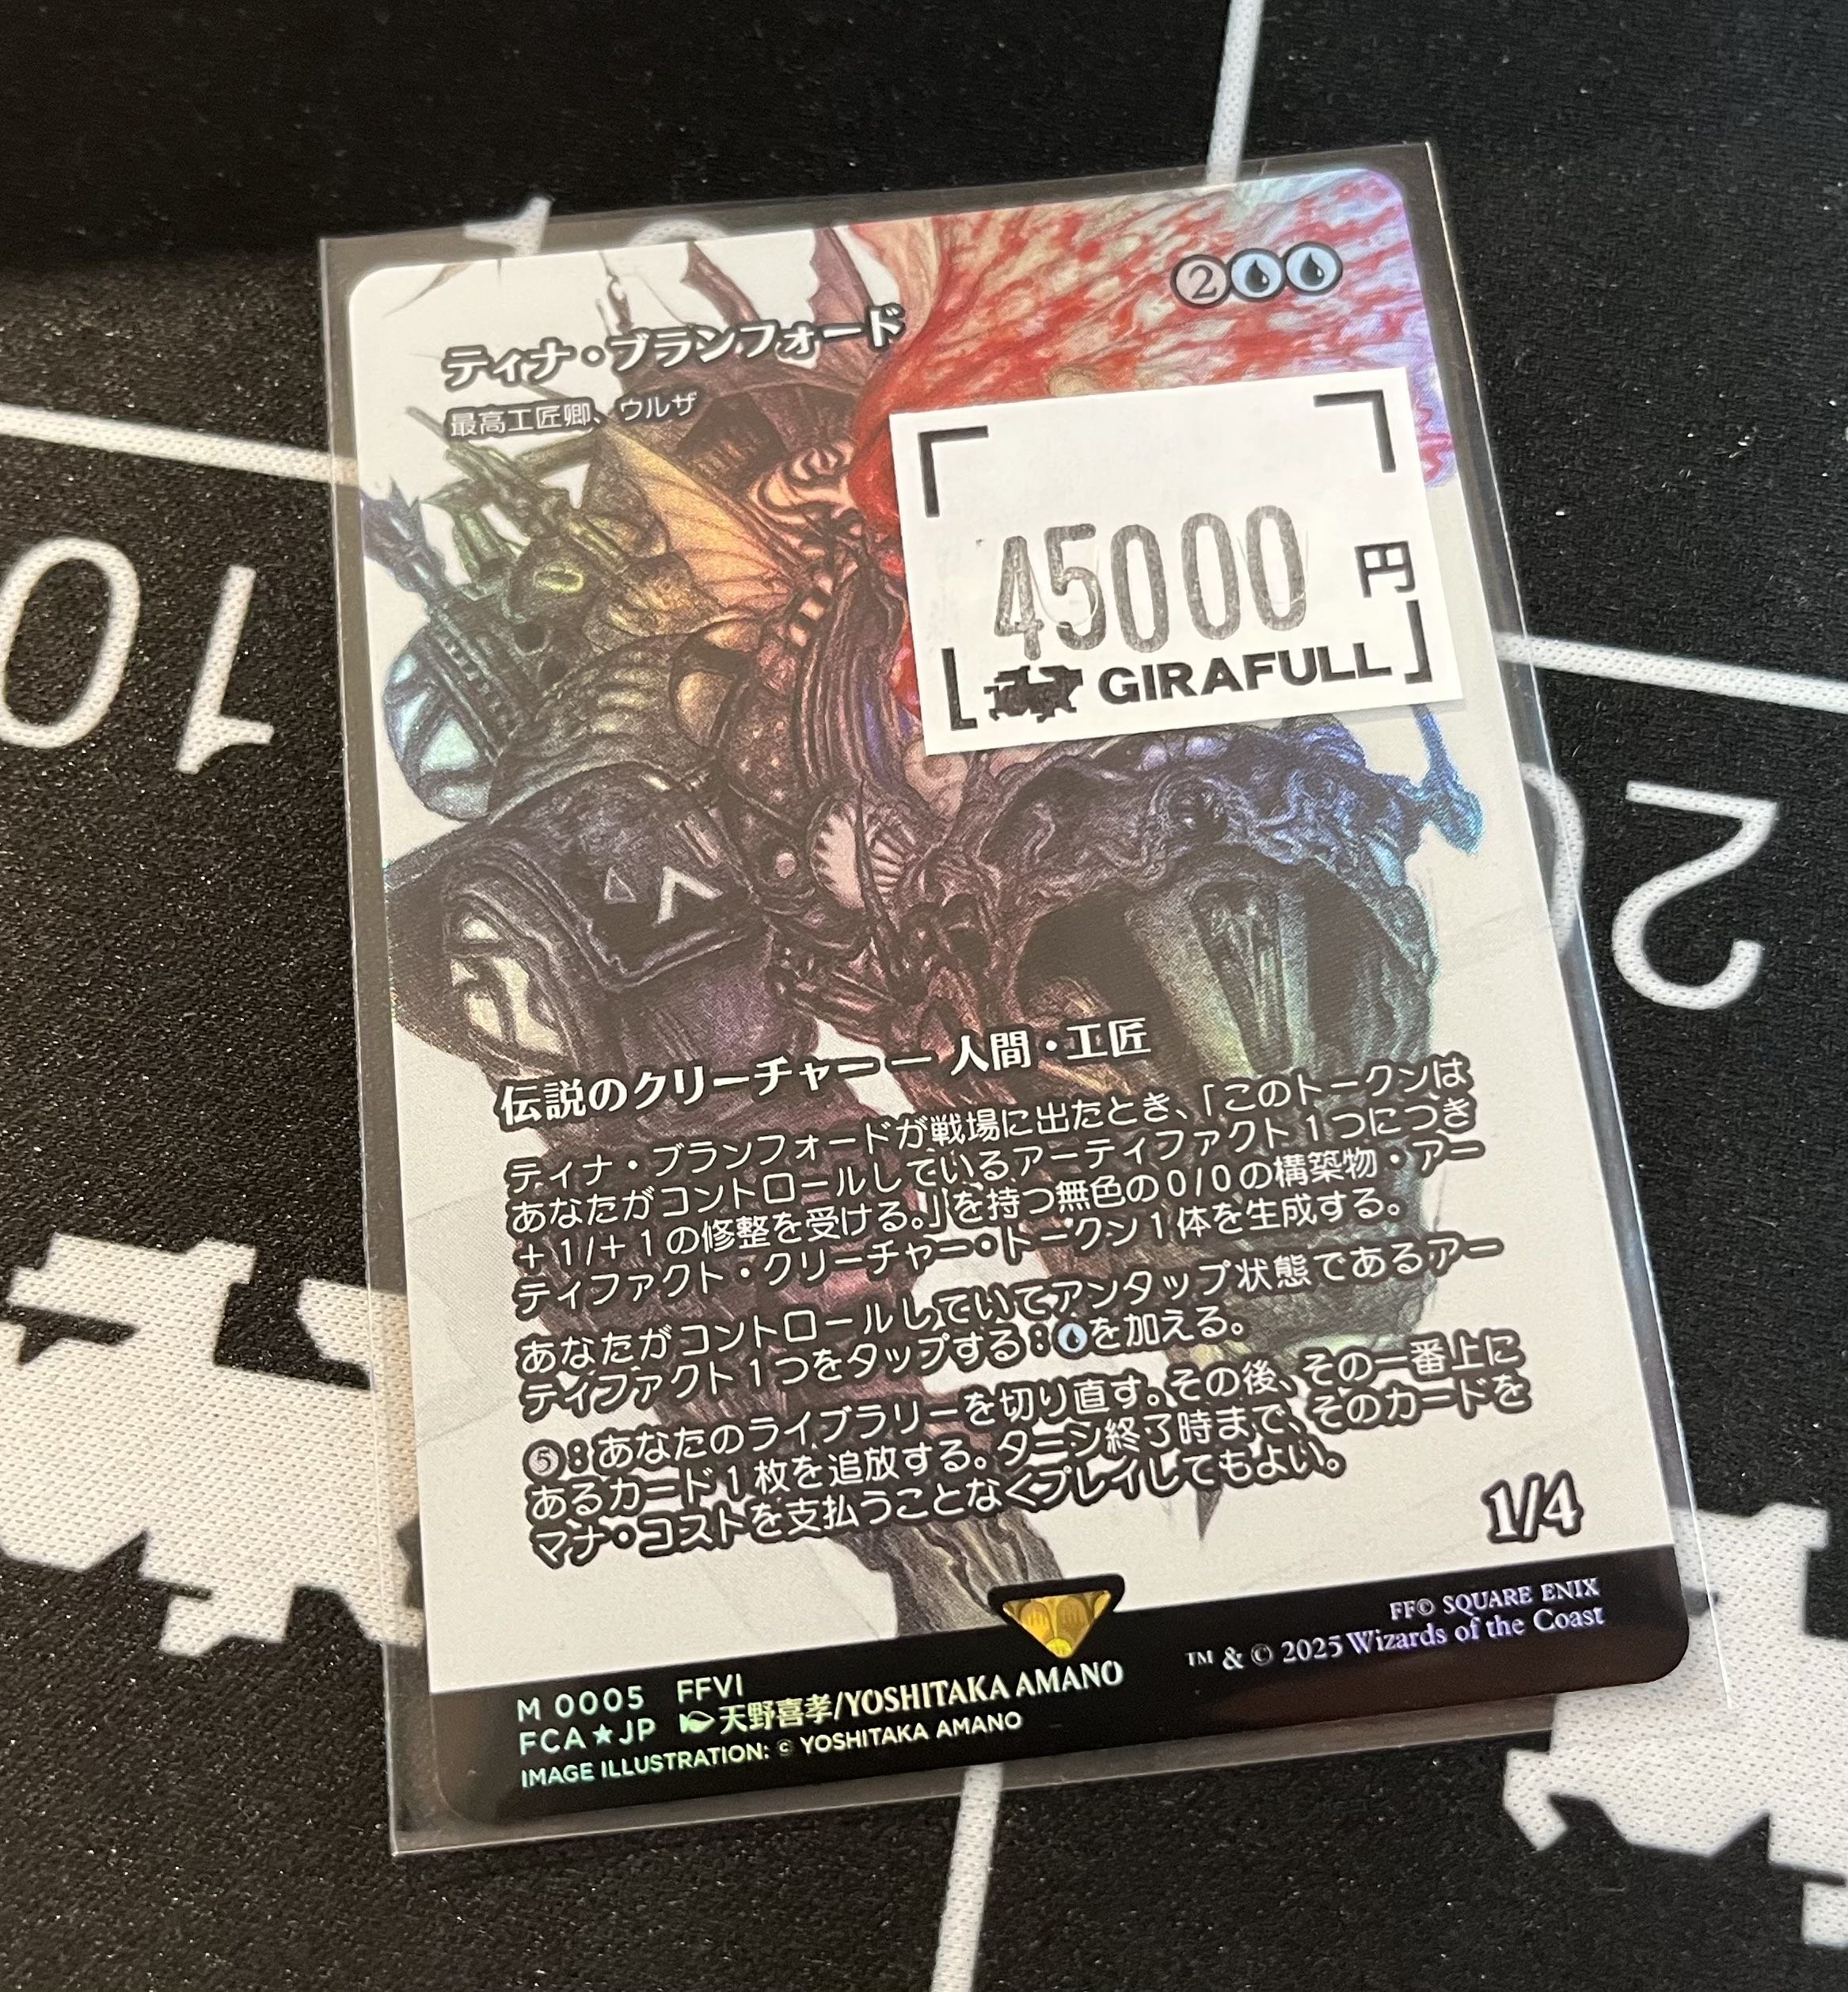 ティナ・ブランフォード
2
最高工匠卿、ウルザ
45000
円
GIRAFULL
10
20
伝説のクリーチャー ― 人間・工匠
ティナ・ブランフォードが戦場に出たとき、「このトークンは
あなたがコントロールしているアーティファクト1つにつき
+1/+1の修整を受ける。」を持つ無色の0/0の構築物・アー
ティファクト・クリーチャー・トークン1体を生成する。
あなたがコントロールしていてアンタップ状態であるアー
ティファクト1つをタップする:を加える。
5:あなたのライブラリーを切り直す。その後、その一番上に
あるカード1枚を追放する。ターン終了時まで、そのカードを
マナ・コストを支払うことなくプレイしてもよい。
1/4
M 0005 FFVI
FCA★JP 天野喜孝/YOSHITAKA AMANO
IMAGE ILLUSTRATION: © YOSHITAKA AMANO
FF© SQUARE ENIX
™ & © 2025 Wizards of the Coast